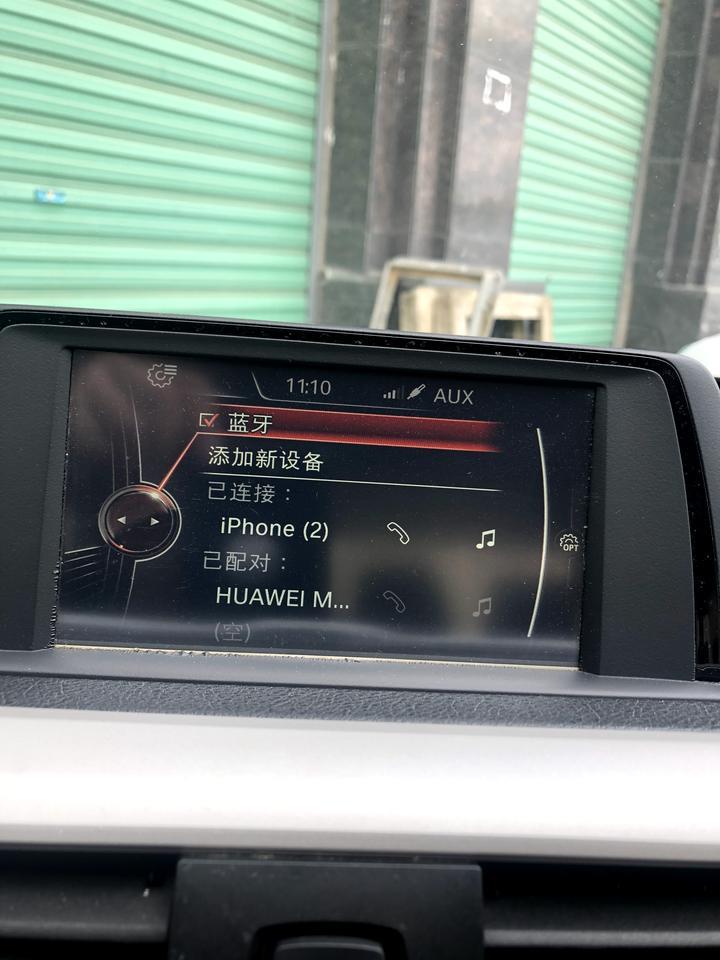 11:10 AUX
蓝牙
添加新设备
已连接：
iPhone (2)
OPT
已配对：
HUAWEI M...
(空)